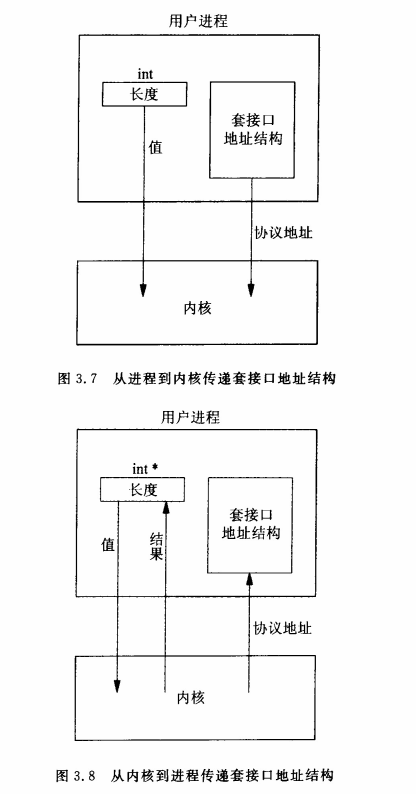 用户进程
int
长度
套接口
地址结构
值
协议地址
内核
图 3.7 从进程到内核传递套接口地址结构
用户进程
int *
长度
套接口
地址结构
值
结果
协议地址
内核
图 3.8 从内核到进程传递套接口地址结构